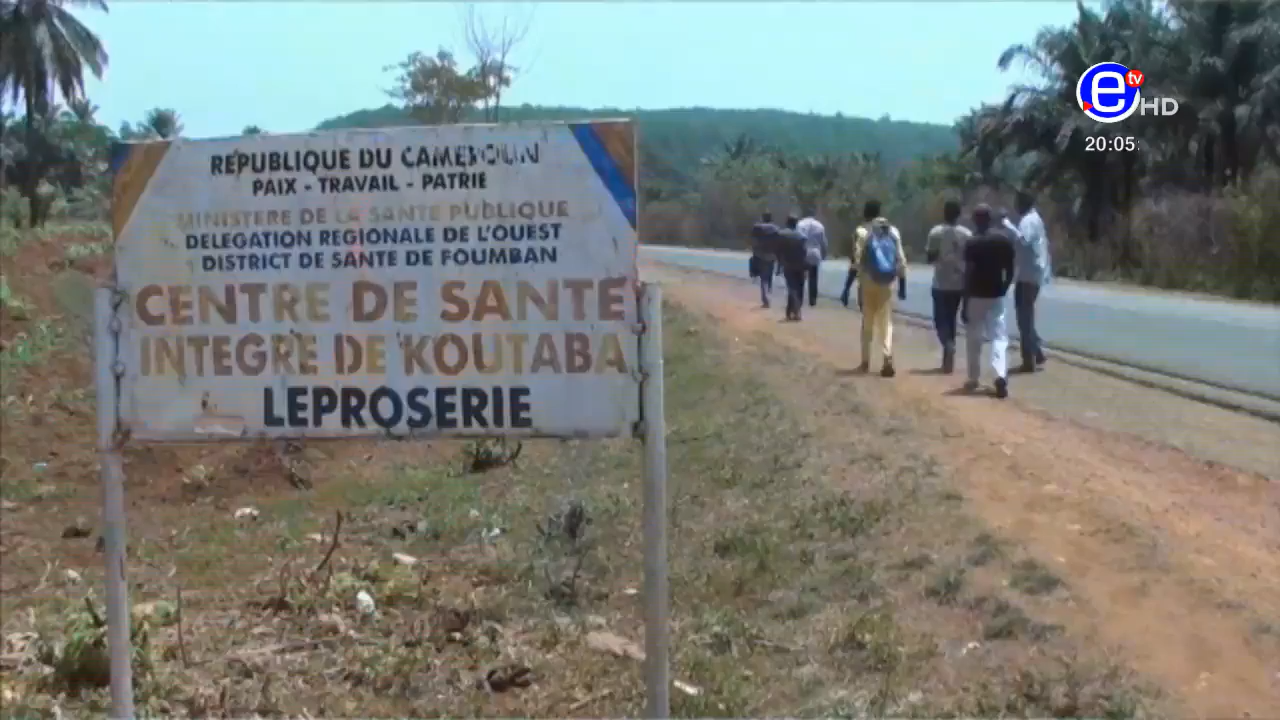 REPUBLIQUE DU CAMEROUN
PAIX - TRAVAIL - PATRIE
MINISTERE DE LA SANTE PUBLIQUE
DELEGATION REGIONALE DE L'OUEST
DISTRICT DE SANTE DE FOUMBAN
CENTRE DE SANTE
INTEGRE DE KOUTABA
LEPROSERIE
e tv HD
20:05